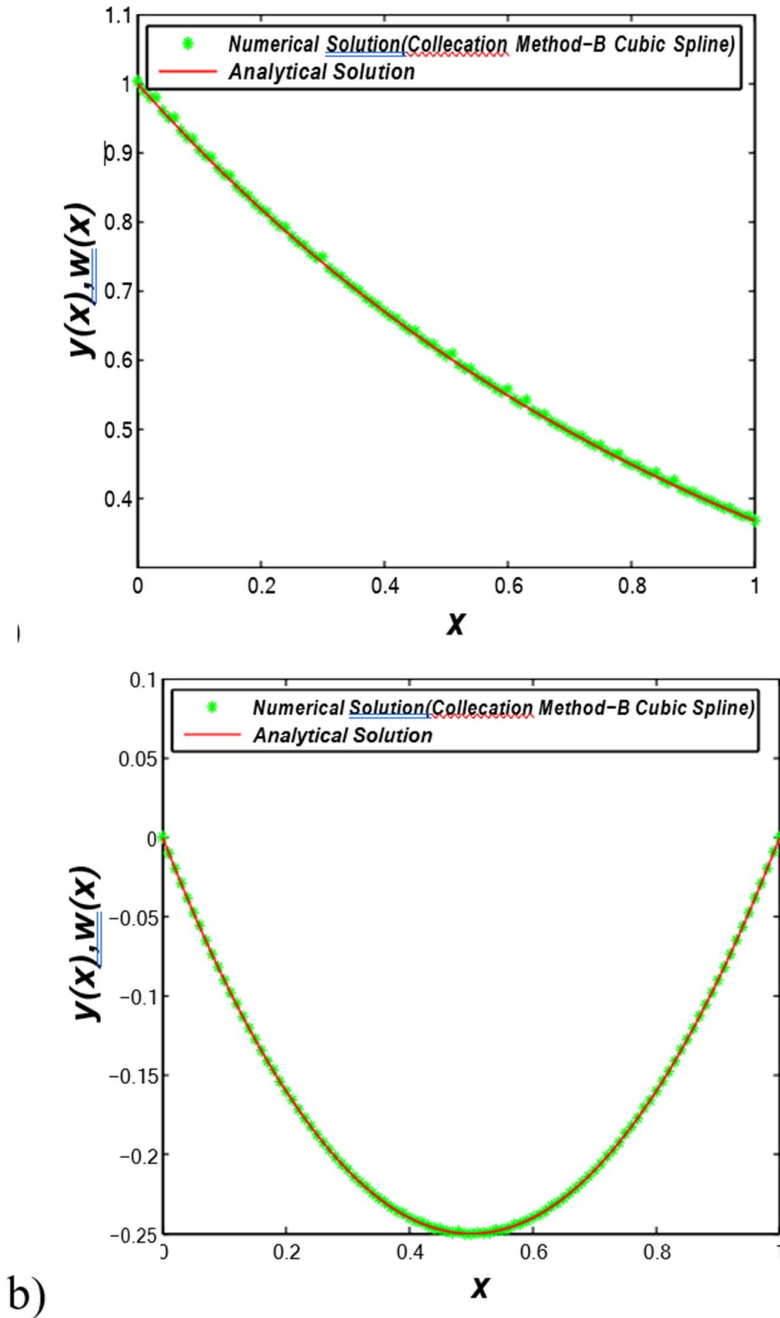 1.1
Numerical Solution(Collecation Method−B Cubic Spline)
Analytical Solution
1
0.9
0.8
0.7
0.6
0.5
0.4
y(x),w(x)
0 0.2 0.4 0.6 0.8 1
X
)
0.1
Numerical Solution(Collecation Method−B Cubic Spline)
Analytical Solution
0.05
0
−0.05
−0.1
−0.15
−0.2
−0.25
y(x),w(x)
0.2 0.4 0.6 0.8 1
X
b)